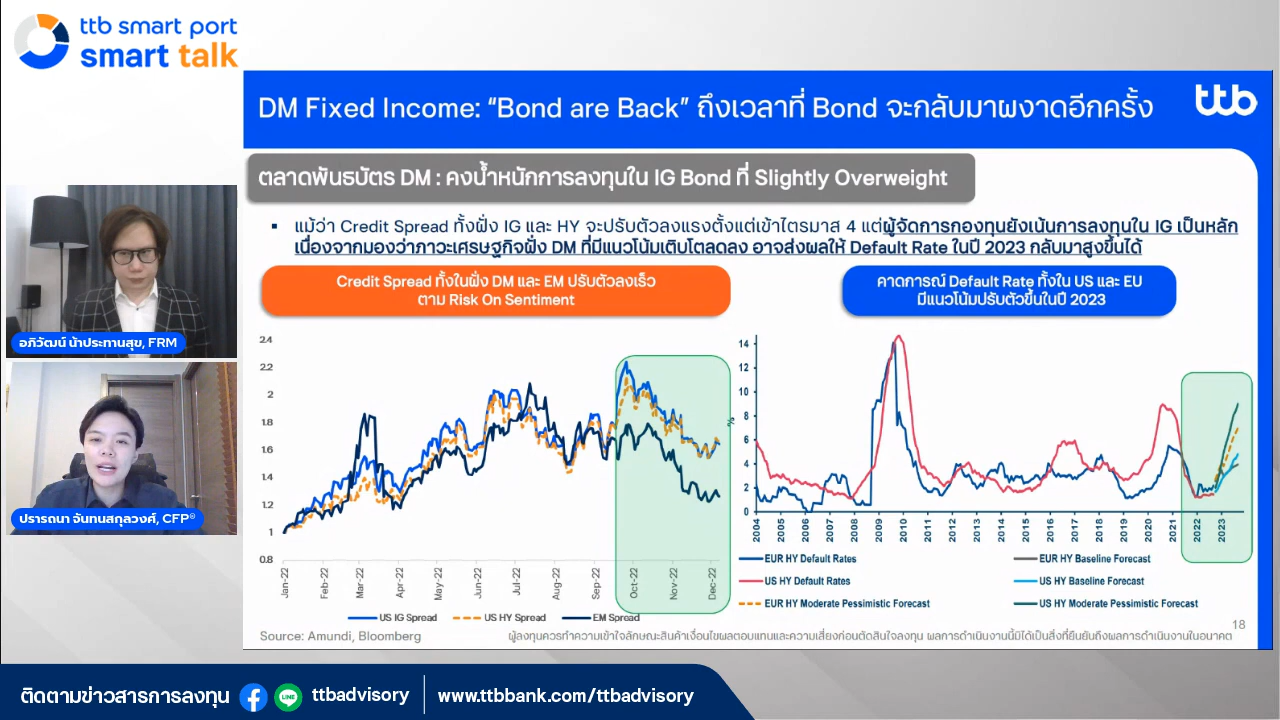 ttb smart port
smart talk
DM Fixed Income: “Bond are Back” ถึงเวลาที่ Bond จะกลับมาผงาดอีกครั้ง
ttb
ตลาดพันธบัตร DM : คงน้ำหนักการลงทุนใน IG Bond ที่ Slightly Overweight
▪ แม้ว่า Credit Spread ทั้งฝั่ง IG และ HY จะปรับตัวลงแรงตั้งแต่เข้าไตรมาส 4 แต่ผู้จัดการกองทุนยังเน้นการลงทุนใน IG เป็นหลัก
เนื่องจากมองว่าภาวะเศรษฐกิจฝั่ง DM ที่มีแนวโน้มเติบโตลดลง อาจส่งผลให้ Default Rate ในปี 2023 กลับมาสูงขึ้นได้
Credit Spread ทั้งในฝั่ง DM และ EM ปรับตัวลงเร็ว
ตาม Risk On Sentiment
คาดการณ์ Default Rate ทั้งใน US และ EU
มีแนวโน้มปรับตัวขึ้นในปี 2023
2.4
2.2
2
1.8
1.6
1.4
1.2
1
0.8
Jan-22 Feb-22 Mar-22 Apr-22 May-22 Jun-22 Jul-22 Aug-22 Sep-22 Oct-22 Nov-22 Dec-22
US IG Spread US HY Spread EM Spread
%
14
12
10
8
6
4
2
0
2004 2005 2006 2007 2008 2009 2010 2011 2012 2013 2014 2015 2016 2017 2018 2019 2020 2021 2022 2023
EUR HY Default Rates EUR HY Baseline Forecast
US HY Default Rates US HY Baseline Forecast
EUR HY Moderate Pessimistic Forecast US HY Moderate Pessimistic Forecast
Source: Amundi, Bloomberg
ผู้ลงทุนควรทำความเข้าใจลักษณะสินค้าเงื่อนไขผลตอบแทนและความเสี่ยงก่อนตัดสินใจลงทุน ผลการดำเนินงานนี้มิได้เป็นสิ่งที่ยืนยันถึงผลการดำเนินงานในอนาคต
18
อภิวัฒน์ น้าประทานสุข, FRM
ปรารถนา จันทนสกุลวงศ์, CFP®
ติดตามข่าวสารการลงทุน
LINE
ttbadvisory
www.ttbbank.com/ttbadvisory